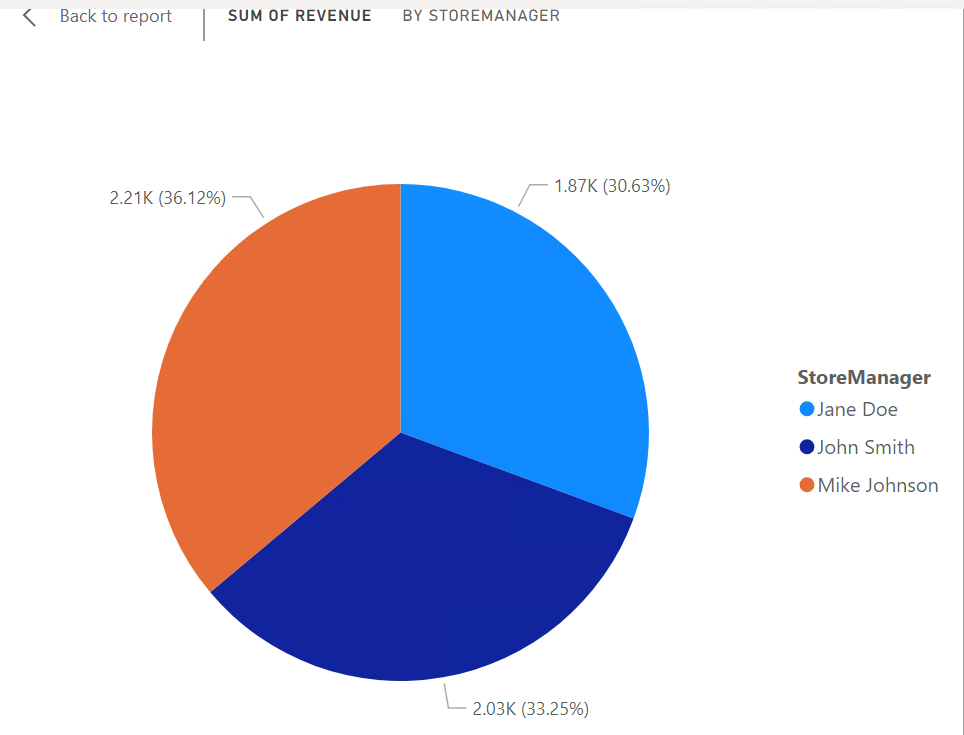 Back to report
SUM OF REVENUE BY STOREMANAGER
2.21K (36.12%)
1.87K (30.63%)
StoreManager
Jane Doe
John Smith
Mike Johnson
2.03K (33.25%)